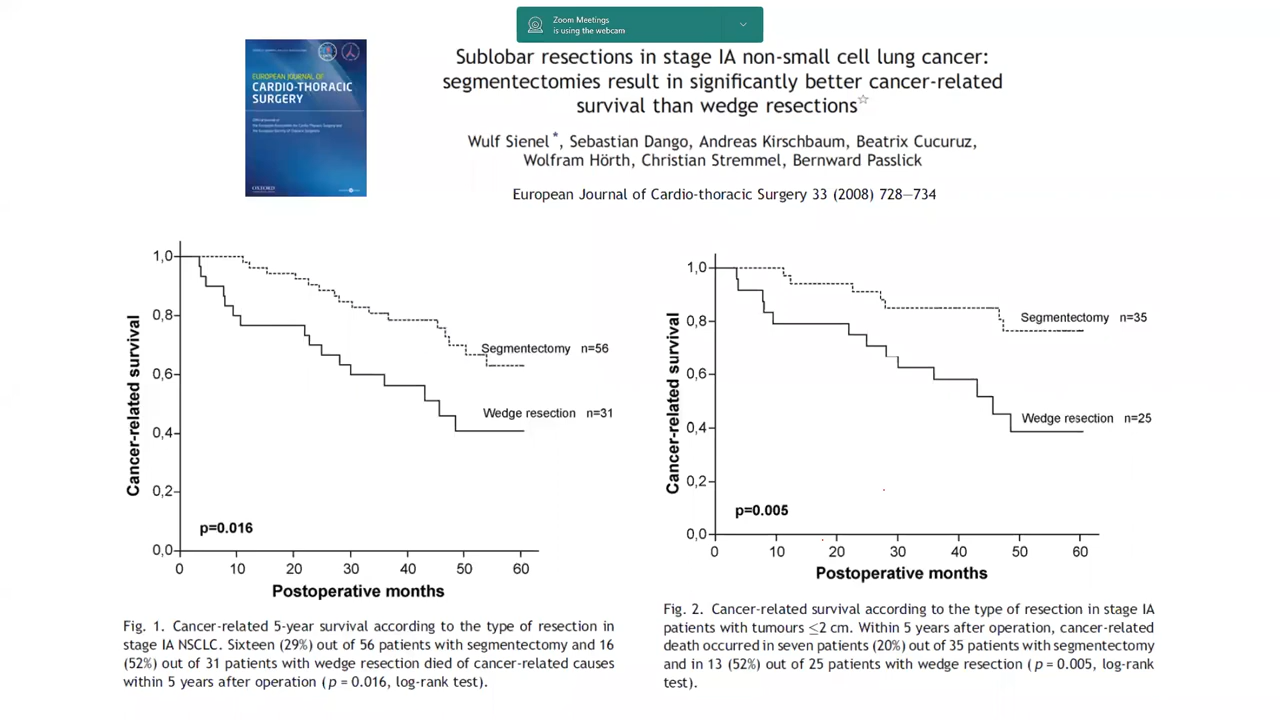 Zoom Meetings
is using the webcam
EUROPEAN JOURNAL OF
CARDIO-THORACIC
SURGERY
OXFORD
Sublobar resections in stage IA non-small cell lung cancer:
segmentectomies result in significantly better cancer-related
survival than wedge resections☆
Wulf Sienel*, Sebastian Dango, Andreas Kirschbaum, Beatrix Cucuruz,
Wolfram Hörth, Christian Stremmel, Bernward Passlick
European Journal of Cardio-thoracic Surgery 33 (2008) 728–734
Cancer-related survival
1,0
0,8
0,6
0,4
0,2
0,0
Segmentectomy n=56
Wedge resection n=31
p=0.016
0 10 20 30 40 50 60
Postoperative months
Fig. 1. Cancer-related 5-year survival according to the type of resection in
stage IA NSCLC. Sixteen (29%) out of 56 patients with segmentectomy and 16
(52%) out of 31 patients with wedge resection died of cancer-related causes
within 5 years after operation (p = 0.016, log-rank test).
Cancer-related survival
1,0
0,8
0,6
0,4
0,2
0,0
Segmentectomy n=35
Wedge resection n=25
p=0.005
0 10 20 30 40 50 60
Postoperative months
Fig. 2. Cancer-related survival according to the type of resection in stage IA
patients with tumours ≤2 cm. Within 5 years after operation, cancer-related
death occurred in seven patients (20%) out of 35 patients with segmentectomy
and in 13 (52%) out of 25 patients with wedge resection (p = 0.005, log-rank
test).